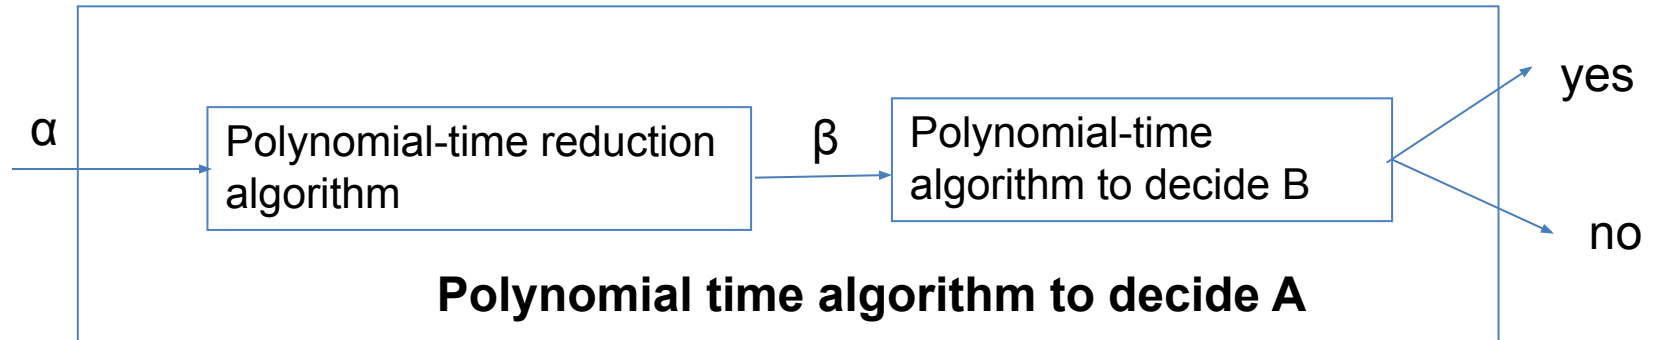 α
Polynomial-time reduction
algorithm
β
Polynomial-time
algorithm to decide B
yes
no
Polynomial time algorithm to decide A